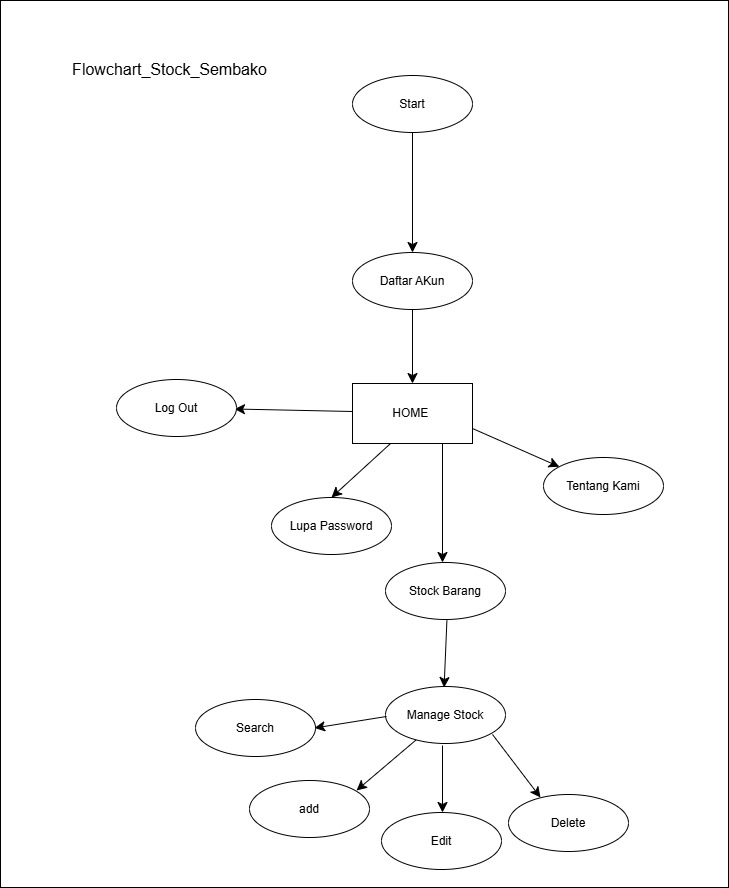 Flowchart_Stock_Sembako
Start
Daftar AKun
HOME
Log Out
Tentang Kami
Lupa Password
Stock Barang
Manage Stock
Search
add
Edit
Delete